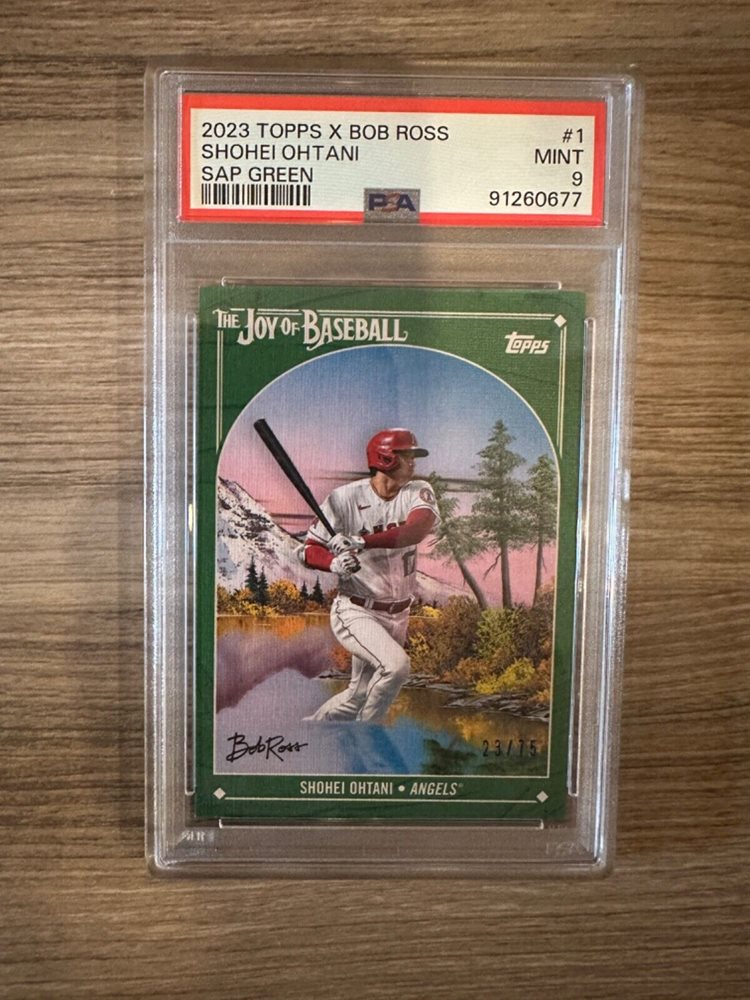 2023 TOPPS X BOB ROSS #1
SHOHEI OHTANI MINT
SAP GREEN 9
PSA 91260677
THE JOY OF BASEBALL
topps
17
Bob Ross
23/75
SHOHEI OHTANI • ANGELS